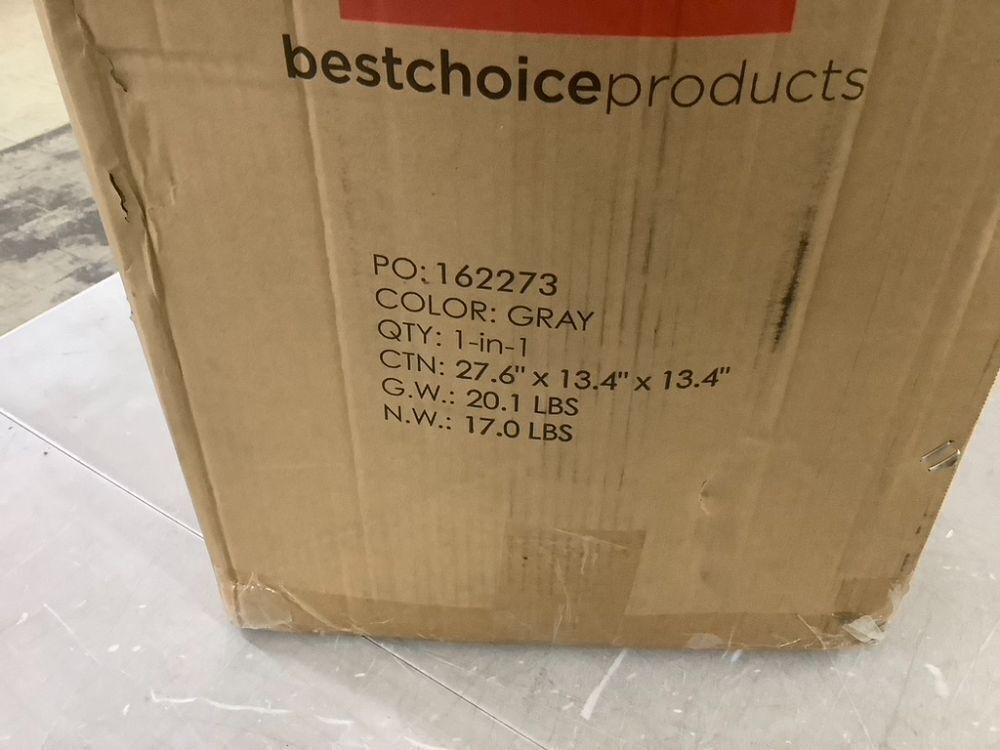 bestchoiceproducts
PO: 162273
COLOR: GRAY
QTY: 1-in-1
CTN: 27.6" x 13.4" x 13.4"
G.W.: 20.1 LBS
N.W.: 17.0 LBS